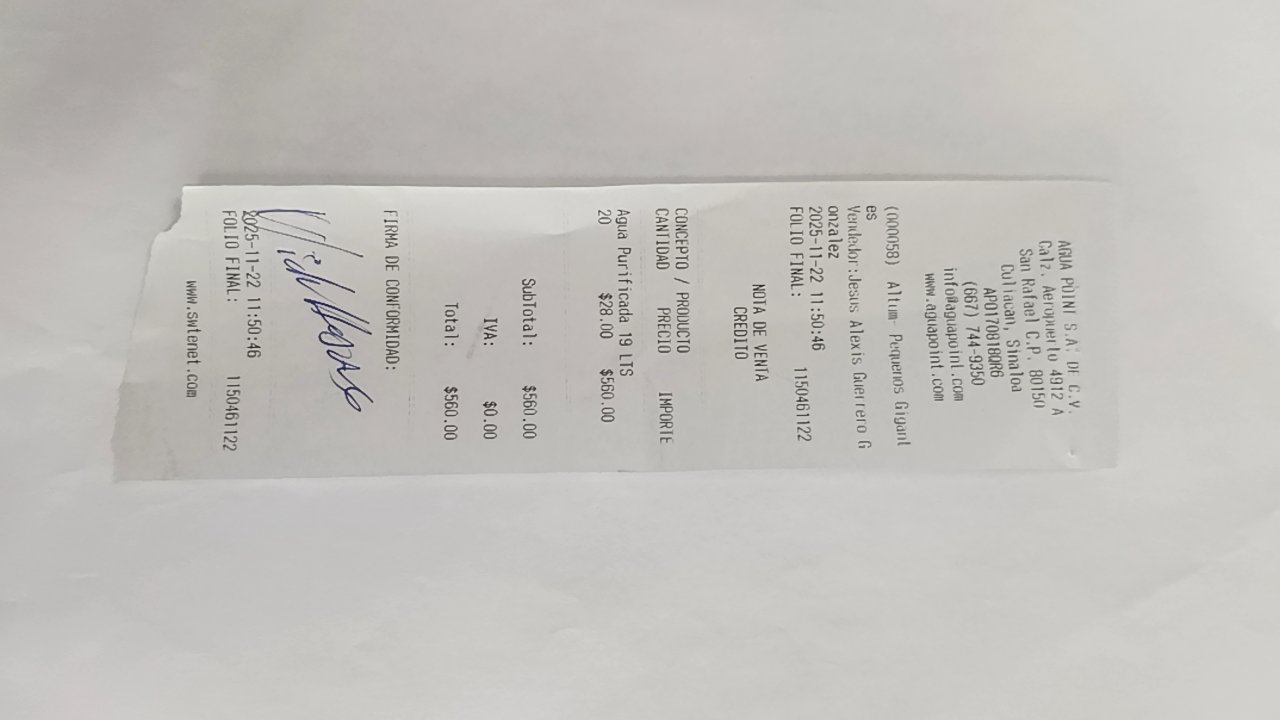 AGUA POINT S.A. DE C.V.
Calz. Aeropuerto 4912 A
San Rafael C.P. 80150
Culiacan, Sinaloa
APO170818QR6
(667) 744-9350
info@aguapoint.com
www.aguapoint.com
(000058) Altum- Pequenos Gigant
es
Vendedor:Jesus Alexis Guerrero G
onzalez
2025-11-22 11:50:46
FOLIO FINAL: 1150461122
NOTA DE VENTA
CREDITO
CONCEPTO / PRODUCTO
CANTIDAD PRECIO IMPORTE
Agua Purificada 19 LTS
20 $28.00 $560.00
SubTotal: $560.00
IVA: $0.00
Total: $560.00
FIRMA DE CONFORMIDAD:
2025-11-22 11:50:46
FOLIO FINAL: 1150461122
www.swtenet.com